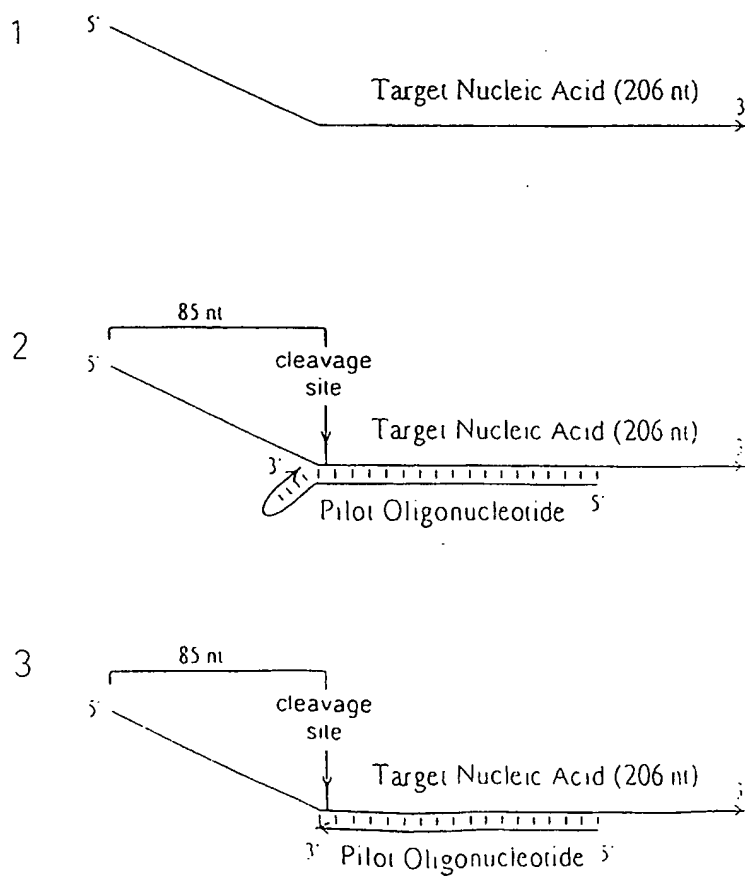 1
5'
Target Nucleic Acid (206 nt)
3
2
85 nt
5'
cleavage
site
Target Nucleic Acid (206 nt)
3'
Pilot Oligonucleotide
5'
3
85 nt
5'
cleavage
site
Target Nucleic Acid (206 nt)
3'
Pilot Oligonucleotide
5'